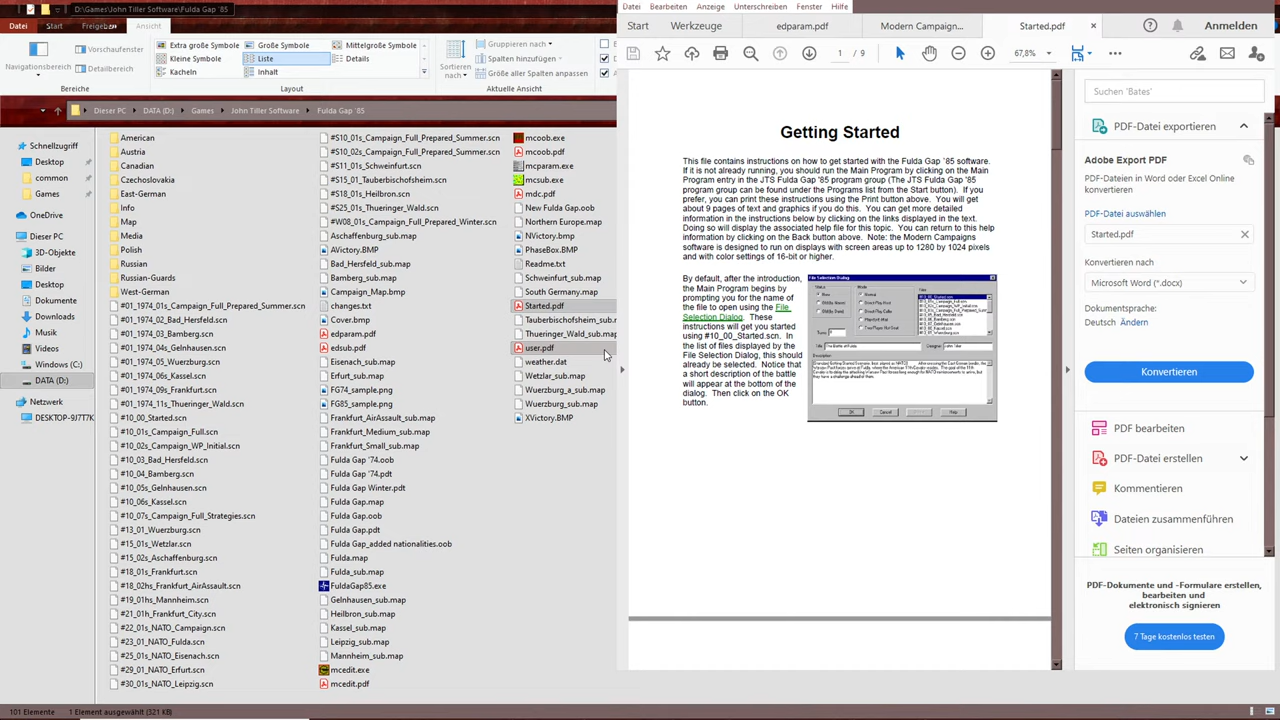 D:\Games\John Tiller Software\Fulda Gap '85
Datei Start Freigeben Ansicht
Navigationsbereich
Vorschaufenster
Detailbereich
Bereiche
Extra große Symbole Große Symbole Mittelgroße Symbole
Kleine Symbole Liste Details
Kacheln Inhalt
Layout
Sortieren nach
Gruppieren nach
Spalten hinzufügen
Größe aller Spalten anpassen
Aktuelle Ansicht
Dieser PC DATA (D:) Games John Tiller Software Fulda Gap '85
Schnellzugriff
Desktop
common
Games
OneDrive
Dieser PC
3D-Objekte
Bilder
Desktop
Dokumente
Downloads
Musik
Videos
Windows (C:)
DATA (D:)
Netzwerk
DESKTOP-9J7T7K
American
Austria
Canadian
Czechoslovakia
East-German
Info
Map
Media
Polish
Russian
Russian-Guards
West-German
#01_1974_01s_Campaign_Full_Prepared_Summer.scn
#01_1974_02_Bad_Hersfeld.scn
#01_1974_03_Bamberg.scn
#01_1974_04s_Gelnhausen.scn
#01_1974_05_Wuerzburg.scn
#01_1974_06_Kassel.scn
#01_1974_09s_Frankfurt.scn
#01_1974_11s_Thueringer_Wald.scn
#10_00_Started.scn
#10_01s_Campaign_Full.scn
#10_02s_Campaign_WP_Initial.scn
#10_03_Bad_Hersfeld.scn
#10_04_Bamberg.scn
#10_05s_Gelnhausen.scn
#10_06s_Kassel.scn
#10_07s_Campaign_Full_Strategies.scn
#13_01_Wuerzburg.scn
#15_01s_Wetzlar.scn
#15_02s_Aschaffenburg.scn
#18_01s_Frankfurt.scn
#18_02hs_Frankfurt_AirAssault.scn
#19_01hs_Mannheim.scn
#21_01h_Frankfurt_City.scn
#22_01s_NATO_Campaign.scn
#23_01_NATO_Fulda.scn
#25_01s_NATO_Eisenach.scn
#29_01_NATO_Erfurt.scn
#30_01s_NATO_Leipzig.scn
#S10_01s_Campaign_Full_Prepared_Summer.scn
#S10_02s_Campaign_Full_Prepared_Summer.scn
#S11_01s_Schweinfurt.scn
#S15_01_Tauberbischofsheim.scn
#S18_01s_Heilbron.scn
#S25_01s_Thueringer_Wald.scn
#W08_01s_Campaign_Full_Prepared_Winter.scn
Aschaffenburg_sub.map
AVictory.BMP
Bad_Hersfeld_sub.map
Bamberg_sub.map
Campaign_Map.bmp
changes.txt
Cover.bmp
edparam.pdf
edsub.pdf
Eisenach_sub.map
Erfurt_sub.map
FG74_sample.png
FG85_sample.png
Frankfurt_AirAssault_sub.map
Frankfurt_Medium_sub.map
Frankfurt_Small_sub.map
Fulda Gap '74.oob
Fulda Gap '74.pdt
Fulda Gap Winter.pdt
Fulda Gap.map
Fulda Gap.oob
Fulda Gap.pdt
Fulda Gap_added nationalities.oob
Fulda.map
Fulda_sub.map
FuldaGap85.exe
Gelnhausen_sub.map
Heilbron_sub.map
Kassel_sub.map
Leipzig_sub.map
Mannheim_sub.map
mcedit.exe
mcedit.pdf
mcoob.exe
mcoob.pdf
mcparam.exe
mcsub.exe
mdc.pdf
New Fulda Gap.oob
Northern Europe.map
NVictory.bmp
PhaseBox.BMP
Readme.txt
Schweinfurt_sub.map
South Germany.map
Started.pdf
Tauberbischofsheim_sub.m
Thueringer_Wald_sub.map
user.pdf
weather.dat
Wetzlar_sub.map
Wuerzburg_a_sub.map
Wuerzburg_sub.map
XVictory.BMP
101 Elemente 1 Element ausgewählt (321 KB)
Datei Bearbeiten Anzeige Unterschreiben Fenster Hilfe
Start Werkzeuge edparam.pdf Modern Campaign... Started.pdf Anmelden
1 67,8%
Getting Started
This file contains instructions on how to get started with the Fulda Gap `85 software.
If it is not already running, you should run the Main Program by clicking on the Main
Program entry in the JTS Fulda Gap '85 program group (The JTS Fulda Gap '85
program group can be found under the Programs list from the Start button). If you
prefer, you can print these instructions using the Print button above. You will get
about 9 pages of text and graphics if you do this. You can get more detailed
information in the instructions below by clicking on the links displayed in the text.
Doing so will display the associated help file for this topic. You can return to this help
information by clicking on the Back button above. Note: the Modern Campaigns
software is designed to run on displays with screen areas up to 1280 by 1024 pixels
and with color settings of 16-bit or higher.
By default, after the introduction,
the Main Program begins by
prompting you for the name of
the file to open using the File
Selection Dialog. These
instructions will get you started
using #10_00_Started.scn. In
the list of files displayed by the
File Selection Dialog, this should
already be selected. Notice that
a short description of the battle
will appear at the bottom of the
dialog. Then click on the OK
button.
File Selection Dialog
OK Cancel Help
Suchen 'Bates'
PDF-Datei exportieren
Adobe Export PDF
PDF-Dateien in Word oder Excel Online
konvertieren
PDF-Datei auswählen
Started.pdf
Konvertieren nach
Microsoft Word (*.docx)
Dokumentsprache:
Deutsch Ändern
Konvertieren
PDF bearbeiten
PDF-Datei erstellen
Kommentieren
Dateien zusammenführen
Seiten organisieren
PDF-Dokumente und -Formulare erstellen,
bearbeiten und
elektronisch signieren
7 Tage kostenlos testen